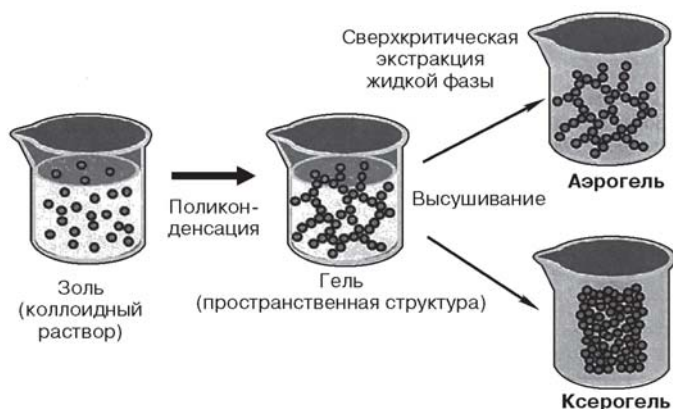 Сверхкритическая
экстракция
жидкой фазы
Аэрогель
Поликон-
денсация
Высушивание
Золь
(коллоидный
раствор)
Гель
(пространственная структура)
Ксерогель